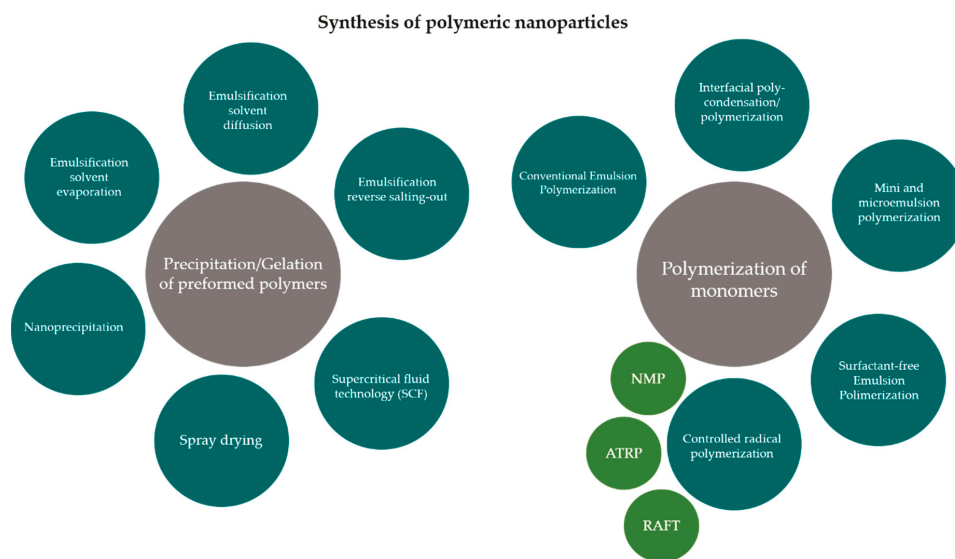 Synthesis of polymeric nanoparticles
Emulsification
solvent
diffusion
Emulsification
solvent
evaporation
Emulsification
reverse salting-out
Precipitation/Gelation
of preformed polymers
Nanoprecipitation
Supercritical fluid
technology (SCF)
Spray drying
Interfacial poly-
condensation/
polymerization
Conventional Emulsion
Polymerization
Mini and
microemulsion
polymerization
Polymerization of
monomers
Surfactant-free
Emulsion
Polimerization
NMP
Controlled radical
polymerization
ATRP
RAFT